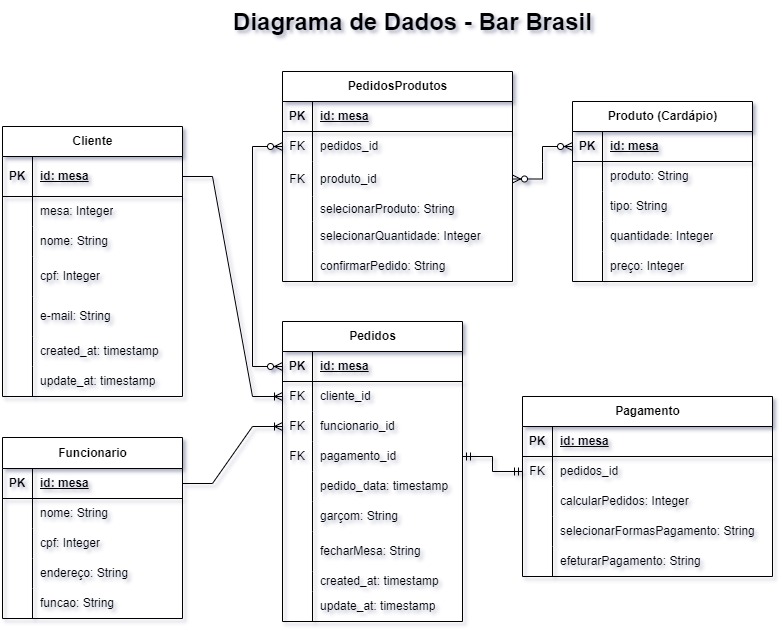 Diagrama de Dados - Bar Brasil
Cliente
PK id: mesa
mesa: Integer
nome: String
cpf: Integer
e-mail: String
created_at: timestamp
update_at: timestamp
Funcionario
PK id: mesa
nome: String
cpf: Integer
endereço: String
funcao: String
PedidosProdutos
PK id: mesa
FK pedidos_id
FK produto_id
selecionarProduto: String
selecionarQuantidade: Integer
confirmarPedido: String
Pedidos
PK id: mesa
FK cliente_id
FK funcionario_id
FK pagamento_id
pedido_data: timestamp
garçom: String
fecharMesa: String
created_at: timestamp
update_at: timestamp
Produto (Cardápio)
PK id: mesa
produto: String
tipo: String
quantidade: Integer
preço: Integer
Pagamento
PK id: mesa
FK pedidos_id
calcularPedidos: Integer
selecionarFormasPagamento: String
efeturarPagamento: String